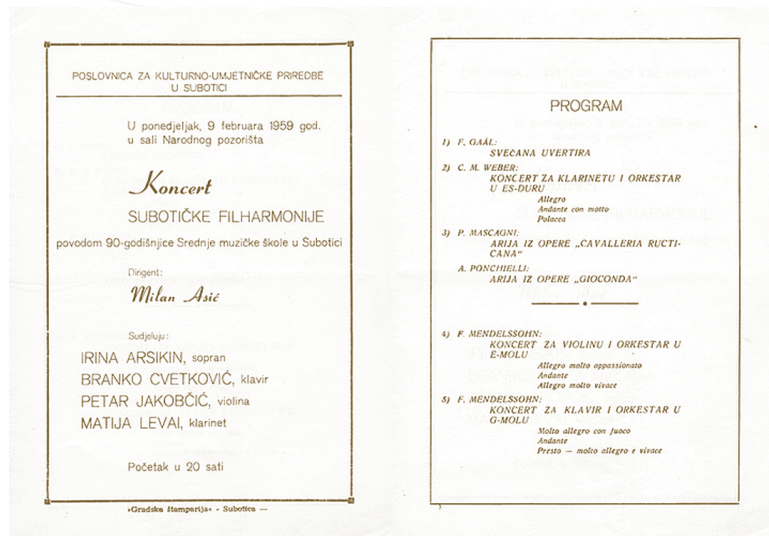 POSLOVNICA ZA KULTURNO-UMJETNIČKE PRIREDBE
U SUBOTICI
U ponedjeljak, 9 februara 1959 god.
u sali Narodnog pozorišta
Koncert
SUBOTIČKE FILHARMONIJE
povodom 90-godišnjice Srednje muzičke škole u Subotici
Dirigent:
Milan Asić
Sudjeluju:
IRINA ARSIKIN, sopran
BRANKO CVETKOVIĆ, klavir
PETAR JAKOBČIĆ, violina
MATIJA LEVAI, klarinet
Početak u 20 sati
»Gradska štamparija« - Subotica —
PROGRAM
1) F. GAÁL:
SVEČANA UVERTIRA
2) C. M. WEBER:
KONCERT ZA KLARINETU I ORKESTAR
U ES-DURU
Allegro
Andante con motto
Polacca
3) P. MASCAGNI:
ARIJA IZ OPERE „CAVALLERIA RUCTI-
CANA“
A. PONCHIELLI:
ARIJA IZ OPERE „GIOCONDA“
4) F. MENDELSSOHN:
KONCERT ZA VIOLINU I ORKESTAR U
E-MOLU
Allegro molto appassionato
Andante
Allegro molto vivace
5) F. MENDELSSOHN:
KONCERT ZA KLAVIR I ORKESTAR U
G-MOLU
Molto allegro con fuoco
Andante
Presto — molto allegro e vivace